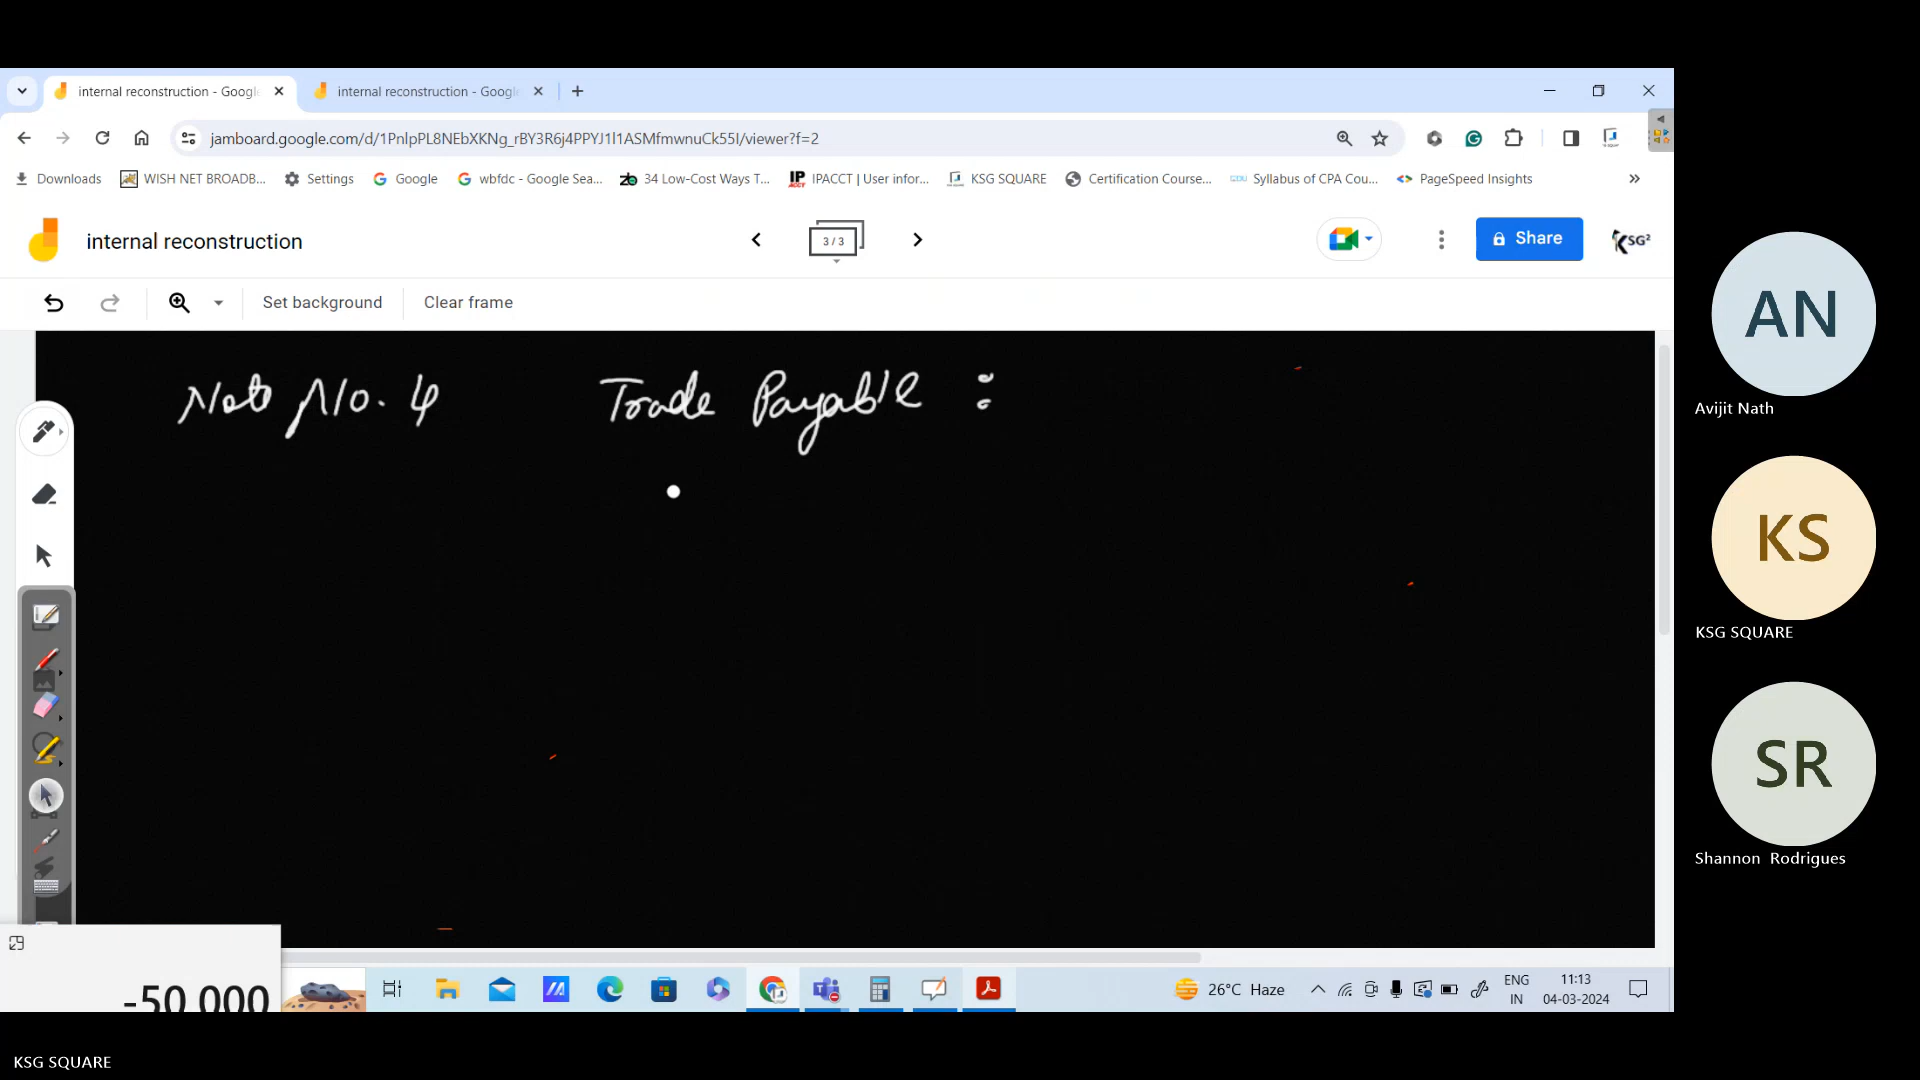 internal reconstruction - Google
internal reconstruction - Google
jamboard.google.com/d/1PnlpPL8NEbXKNg_rBY3R6j4PPYJ1l1ASMfmwnuCk55I/viewer?f=2
Downloads WISH NET BROADB... Settings Google wbfdc - Google Sea... 34 Low-Cost Ways T... IPACCT | User infor... KSG SQUARE Certification Course... Syllabus of CPA Cou... PageSpeed Insights
internal reconstruction
3 / 3
Share
KSG²
Set background Clear frame
Note No. 4 Trade Payable :
AN
Avijit Nath
KS
KSG SQUARE
SR
Shannon Rodrigues
-50,000
26°C Haze
ENG
IN
11:13
04-03-2024
KSG SQUARE